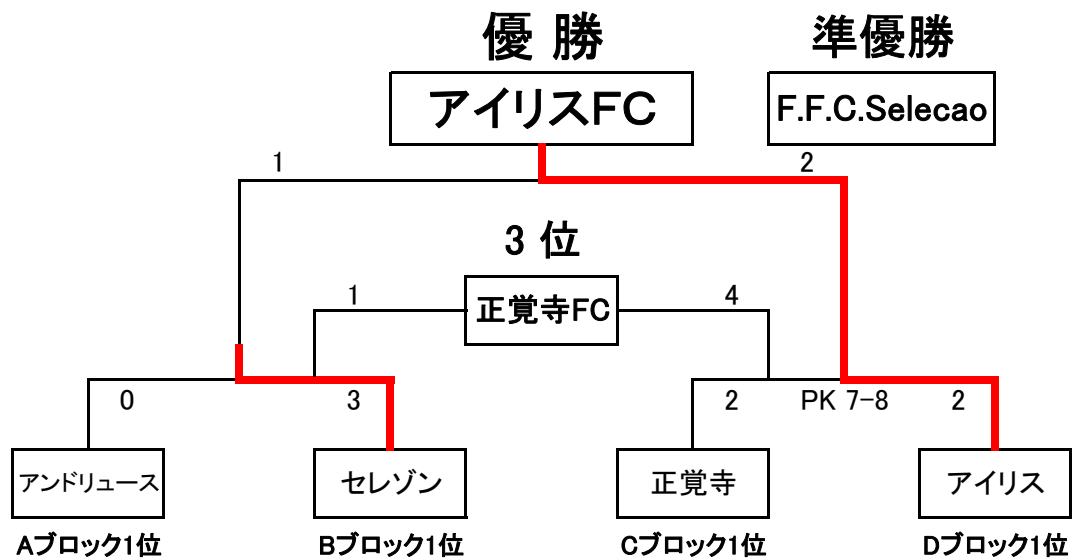 優 勝 準優勝
アイリスFC F.F.C.Selecao
1 2
3 位
1 正覚寺FC 4
0 3 2 PK 7-8 2
アンドリュース セレゾン 正覚寺 アイリス
Aブロック1位 Bブロック1位 Cブロック1位 Dブロック1位